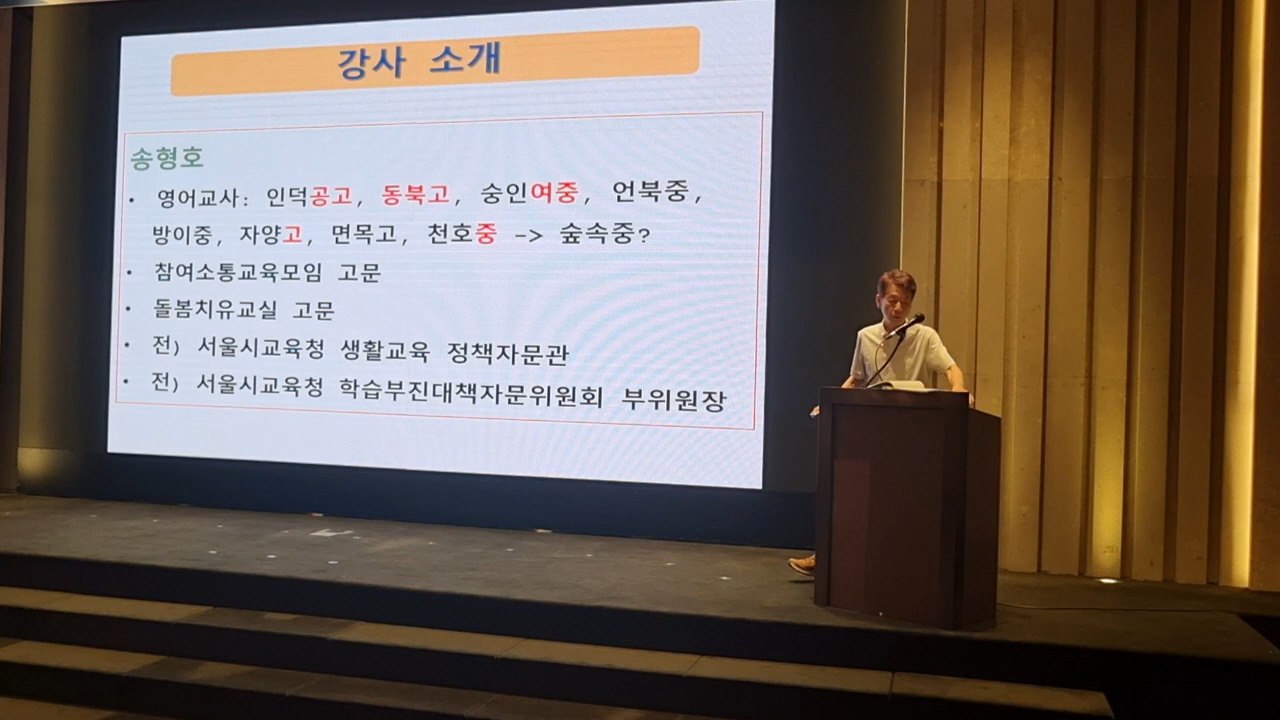 강사 소개
송형호
• 영어교사: 인덕공고, 동북고, 숭인여중, 언북중,
방이중, 자양고, 면목고, 천호중 -> 숲속중?
• 참여소통교육모임 고문
• 돌봄치유교실 고문
• 전) 서울시교육청 생활교육 정책자문관
• 전) 서울시교육청 학습부진대책자문위원회 부위원장